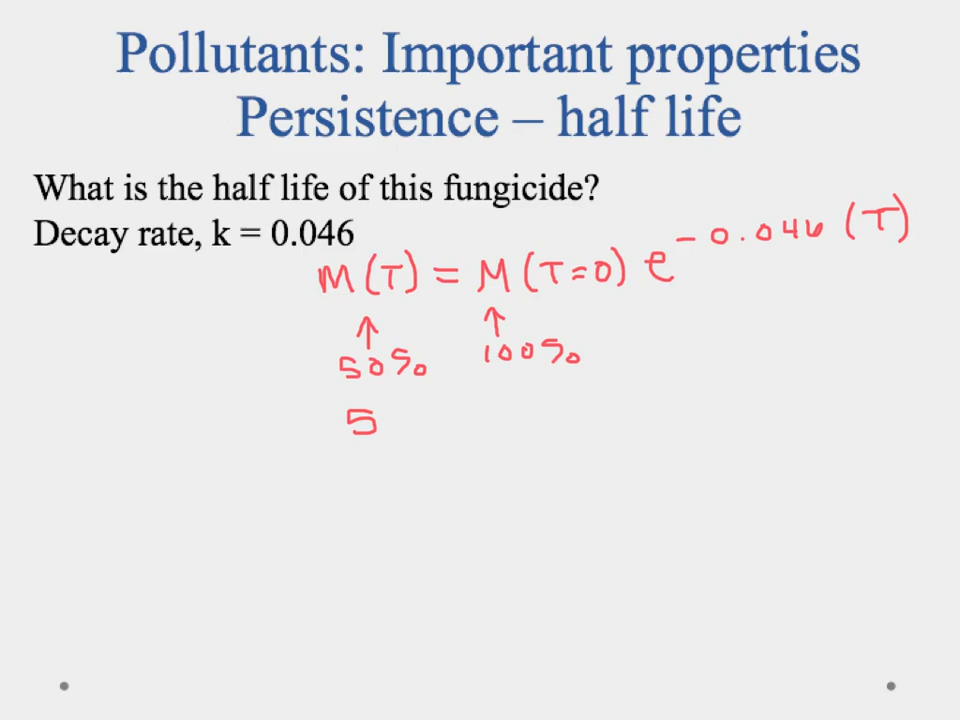 Pollutants: Important properties
Persistence – half life
What is the half life of this fungicide?
Decay rate, k = 0.046
M(T) = M(T=0) e^-0.046(T)
↑ ↑
50% 100%
5